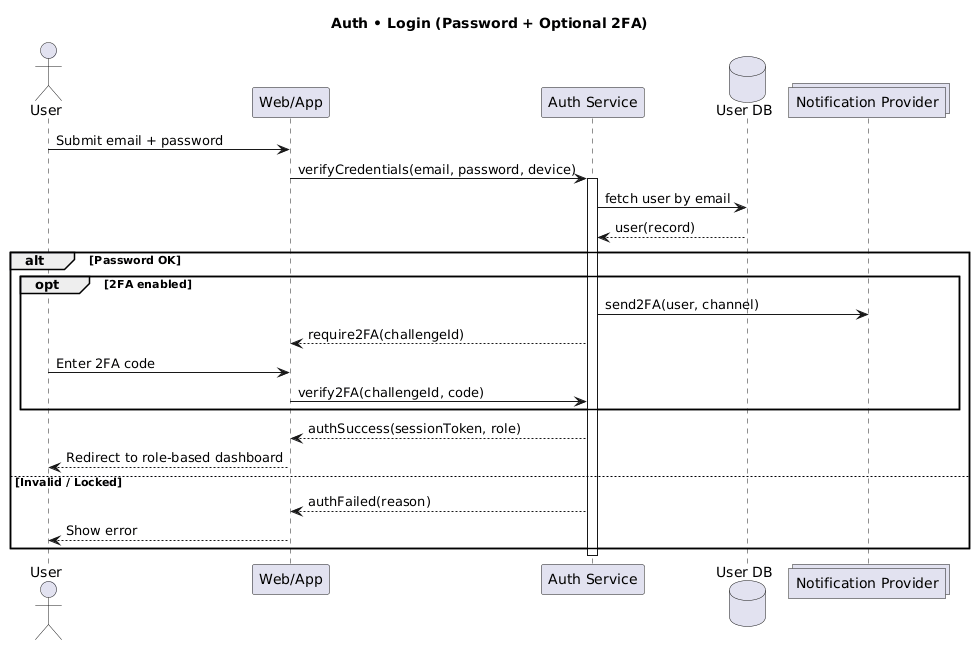 Auth • Login (Password + Optional 2FA)
User
Web/App
Auth Service
User DB
Notification Provider
Submit email + password
verifyCredentials(email, password, device)
fetch user by email
user(record)
alt [Password OK]
opt [2FA enabled]
send2FA(user, channel)
require2FA(challengeId)
Enter 2FA code
verify2FA(challengeId, code)
authSuccess(sessionToken, role)
Redirect to role-based dashboard
[Invalid / Locked]
authFailed(reason)
Show error
User
Web/App
Auth Service
User DB
Notification Provider